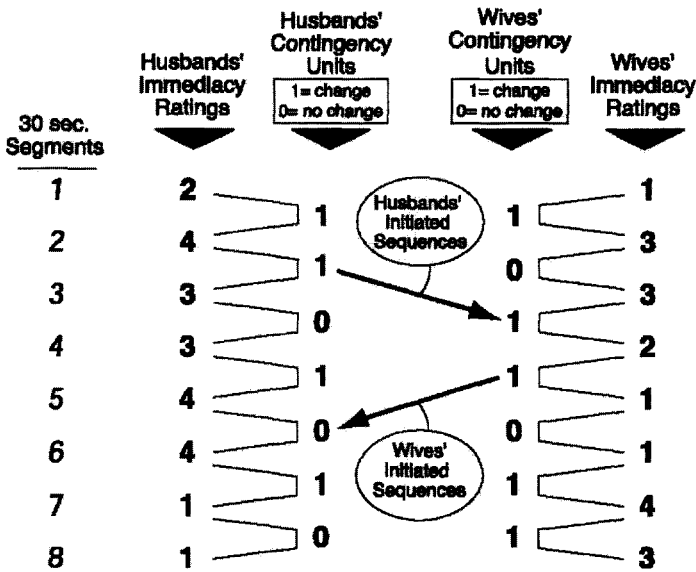 Husbands'
Contingency
Units
1= change
0= no change
Wives'
Contingency
Units
1= change
0= no change
Husbands'
Immediacy
Ratings
Wives'
Immediacy
Ratings
30 sec.
Segments
1 2 1
1 1
Husbands'
Initiated
Sequences
2 4 3
1 0
3 3 3
0 1
4 3 2
1 1
5 4 1
0 0
6 4 1
Wives'
Initiated
Sequences
1 1
7 1 4
0 1
8 1 3